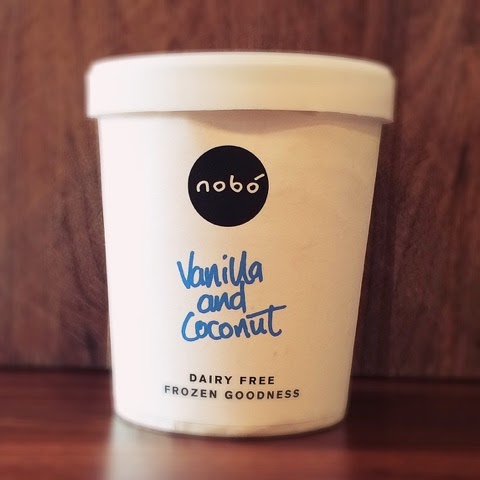 nobó
Vanilla
and
Coconut
DAIRY FREE
FROZEN GOODNESS